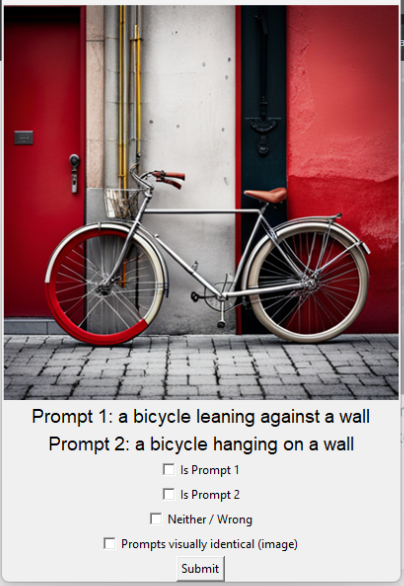 Prompt 1: a bicycle leaning against a wall
Prompt 2: a bicycle hanging on a wall
Is Prompt 1
Is Prompt 2
Neither / Wrong
Prompts visually identical (image)
Submit